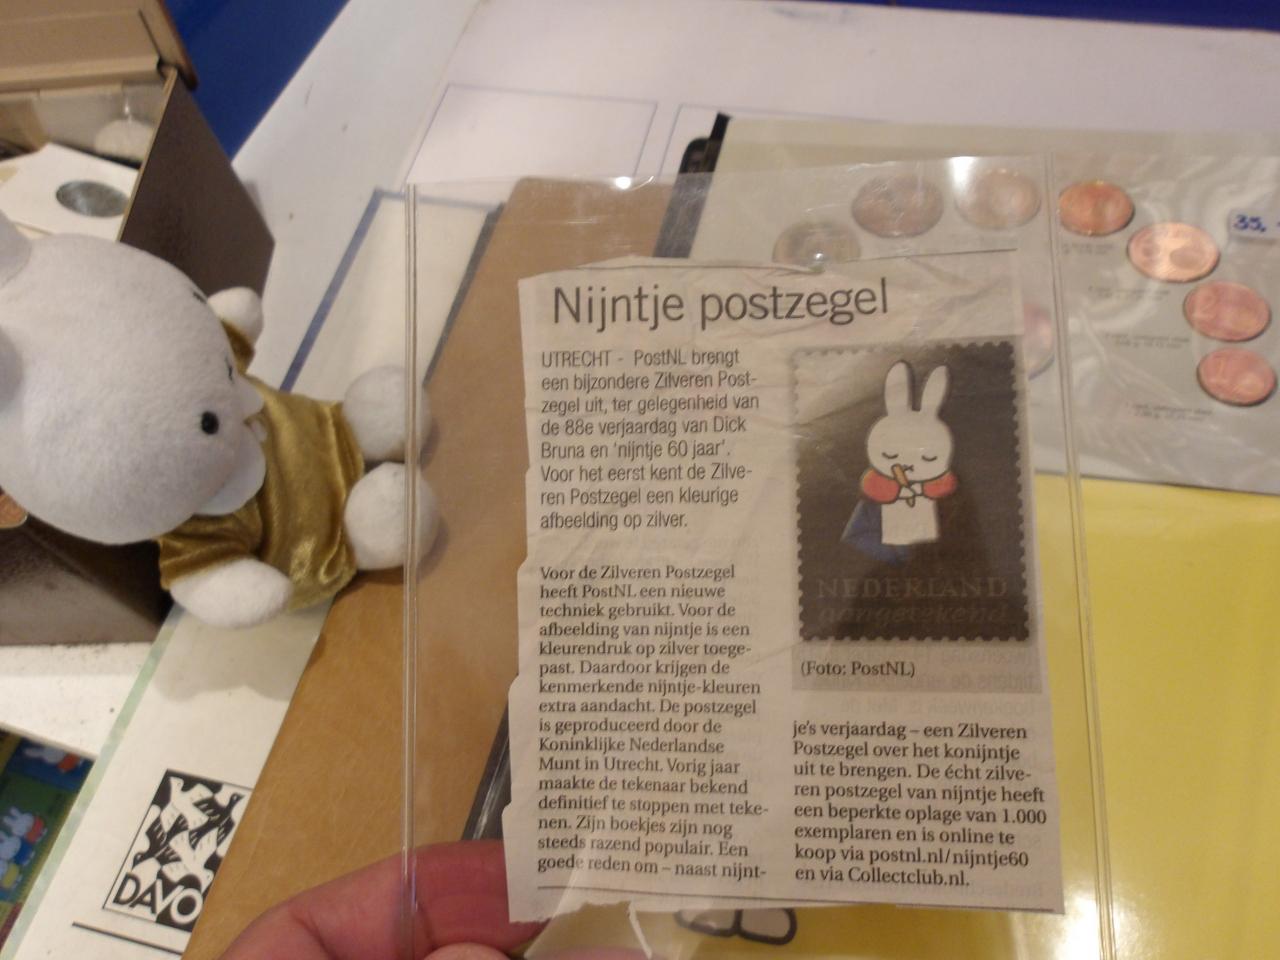 Nijntje postzegel
UTRECHT - PostNL brengt
een bijzondere Zilveren Post-
zegel uit, ter gelegenheid van
de 88e verjaardag van Dick
Bruna en 'nijntje 60 jaar'.
Voor het eerst kent de Zilve-
ren Postzegel een kleurige
afbeelding op zilver.
Voor de Zilveren Postzegel
heeft PostNL een nieuwe
techniek gebruikt. Voor de
afbeelding van nijntje is een
kleurendruk op zilver toege-
past. Daardoor krijgen de
kenmerkende nijntje-kleuren
extra aandacht. De postzegel
is geproduceerd door de
Koninklijke Nederlandse
Munt in Utrecht. Vorig jaar
maakte de tekenaar bekend
definitief te stoppen met teke-
nen. Zijn boekjes zijn nog
steeds razend populair. Een
goede reden om – naast nijnt-
NEDERLAND
aangetekend
(Foto: PostNL)
je's verjaardag – een Zilveren
Postzegel over het konijntje
uit te brengen. De écht zilve-
ren postzegel van nijntje heeft
een beperkte oplage van 1.000
exemplaren en is online te
koop via postnl.nl/nijntje60
en via Collectclub.nl.
35,-
DAVO